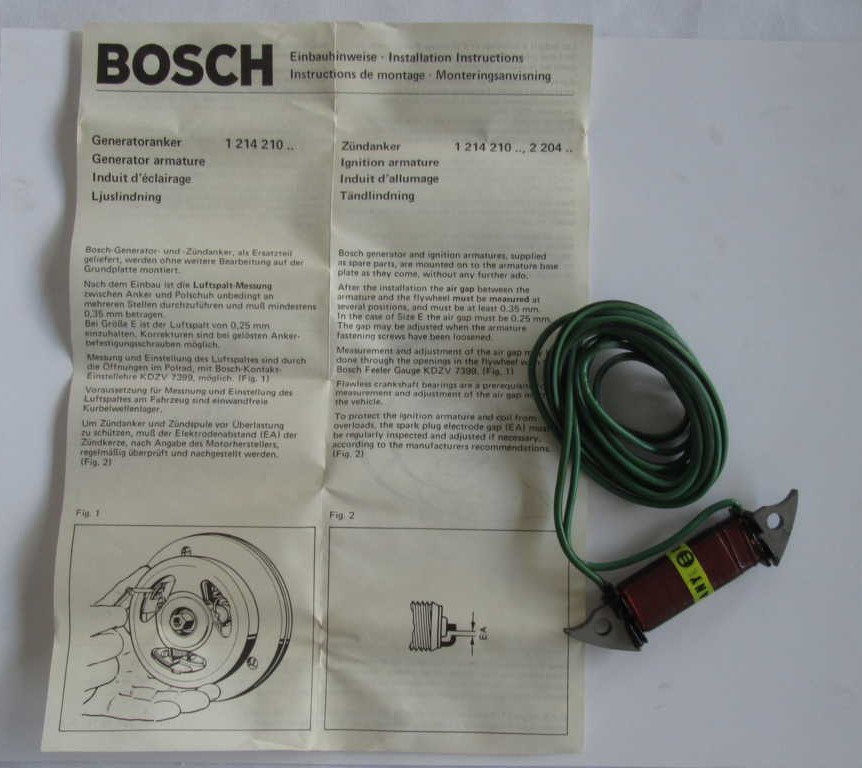 BOSCH
Einbauhinweise · Installation Instructions
Instructions de montage · Monteringsanvisning
Generatoranker 1 214 210 ..
Generator armature
Induit d'éclairage
Ljuslindning
Zündanker 1 214 210 .., 2 204 ..
Ignition armature
Induit d'allumage
Tändlindning
Bosch-Generator- und -Zündanker, als Ersatzteil
geliefert, werden ohne weitere Bearbeitung auf der
Grundplatte montiert.
Nach dem Einbau ist die Luftspalt-Messung
zwischen Anker und Polschuh unbedingt an
mehreren Stellen durchzuführen und muß mindestens
0,35 mm betragen.
Bei Größe E ist der Luftspalt von 0,25 mm
einzuhalten. Korrekturen sind bei gelösten Anker-
befestigungsschrauben möglich.
Messung und Einstellung des Luftspaltes sind durch
die Öffnungen im Polrad, mit Bosch-Kontakt-
Einstellehre KDZV 7399, möglich. (Fig. 1)
Voraussetzung für Messung und Einstellung des
Luftspaltes am Fahrzeug sind einwandfreie
Kurbelwellenlager.
Um Zündanker und Zündspule vor Überlastung
zu schützen, muß der Elektrodenabstand (EA) der
Zündkerze, nach Angabe des Motorherstellers,
regelmäßig überprüft und nachgestellt werden.
(Fig. 2)
Bosch generator and ignition armatures, supplied
as spare parts, are mounted on to the armature base
plate as they come, without any further ado.
After the installation the air gap between the
armature and the flywheel must be measured at
several positions, and must be at least 0.35 mm.
In the case of Size E the air gap must be 0.25 mm.
The gap may be adjusted when the armature
fastening screws have been loosened.
Measurement and adjustment of the air gap
done through the openings in the flywheel
Bosch Feeler Gauge KDZV 7399. (Fig. 1)
Flawless crankshaft bearings are a
measurement and adjustment of the air gap
the vehicle.
To protect the ignition armature and coil from
overloads, the spark plug electrode gap (EA)
be regularly inspected and adjusted if necessary,
according to the manufacturers recommendations.
(Fig. 2)
Fig. 1
Fig. 2
EA
ANY